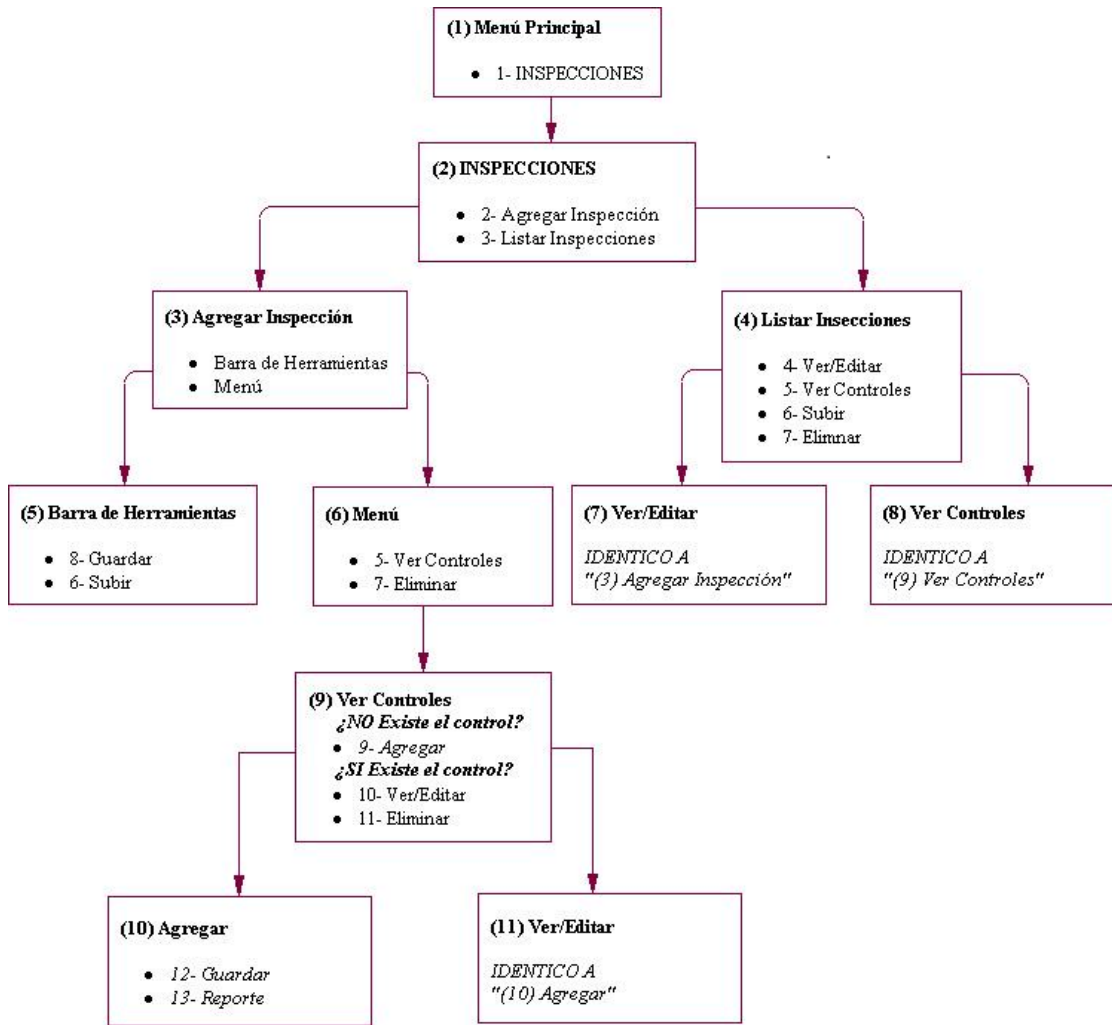 (1) Menú Principal
● 1- INSPECCIONES
(2) INSPECCIONES
● 2- Agregar Inspección
● 3- Listar Inspecciones
(3) Agregar Inspección
● Barra de Herramientas
● Menú
(4) Listar Insecciones
● 4- Ver/Editar
● 5- Ver Controles
● 6- Subir
● 7- Elimnar
(5) Barra de Herramientas
● 8- Guardar
● 6- Subir
(6) Menú
● 5- Ver Controles
● 7- Eliminar
(7) Ver/Editar
IDENTICO A
"(3) Agregar Inspección"
(8) Ver Controles
IDENTICO A
"(9) Ver Controles"
(9) Ver Controles
¿NO Existe el control?
● 9- Agregar
¿SI Existe el control?
● 10- Ver/Editar
● 11- Eliminar
(10) Agregar
● 12- Guardar
● 13- Reporte
(11) Ver/Editar
IDENTICO A
"(10) Agregar"